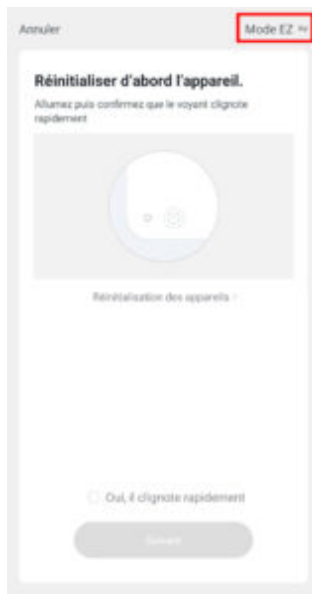 Annuler
Mode EZ
Réinitialiser d'abord l'appareil.
Allumez puis confirmez que le voyant clignote
rapidement
Réinitialisation des appareils
Oui, il clignote rapidement
Suivant